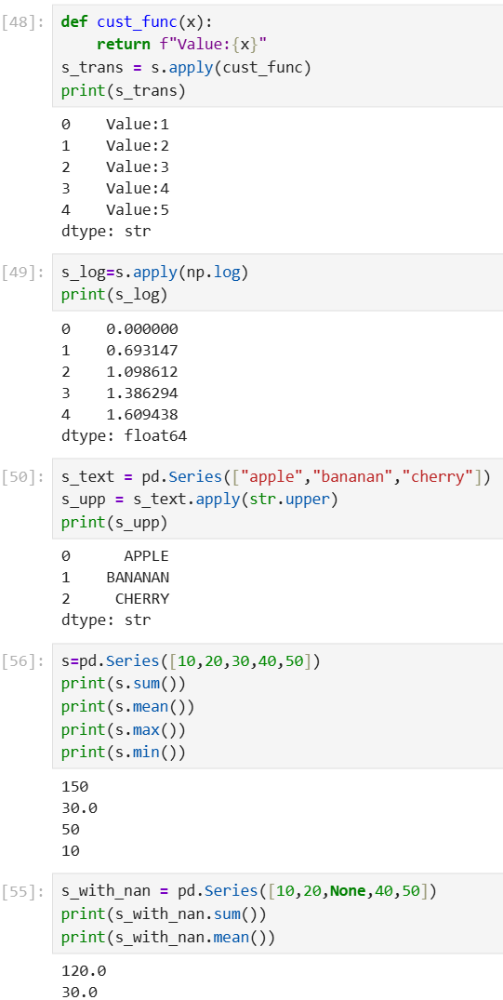 [48]: def cust_func(x):
    return f"Value:{x}"
s_trans = s.apply(cust_func)
print(s_trans)
0    Value:1
1    Value:2
2    Value:3
3    Value:4
4    Value:5
dtype: str
[49]: s_log=s.apply(np.log)
print(s_log)
0    0.000000
1    0.693147
2    1.098612
3    1.386294
4    1.609438
dtype: float64
[50]: s_text = pd.Series(["apple","bananan","cherry"])
s_upp = s_text.apply(str.upper)
print(s_upp)
0      APPLE
1    BANANAN
2     CHERRY
dtype: str
[56]: s=pd.Series([10,20,30,40,50])
print(s.sum())
print(s.mean())
print(s.max())
print(s.min())
150
30.0
50
10
[55]: s_with_nan = pd.Series([10,20,None,40,50])
print(s_with_nan.sum())
print(s_with_nan.mean())
120.0
30.0